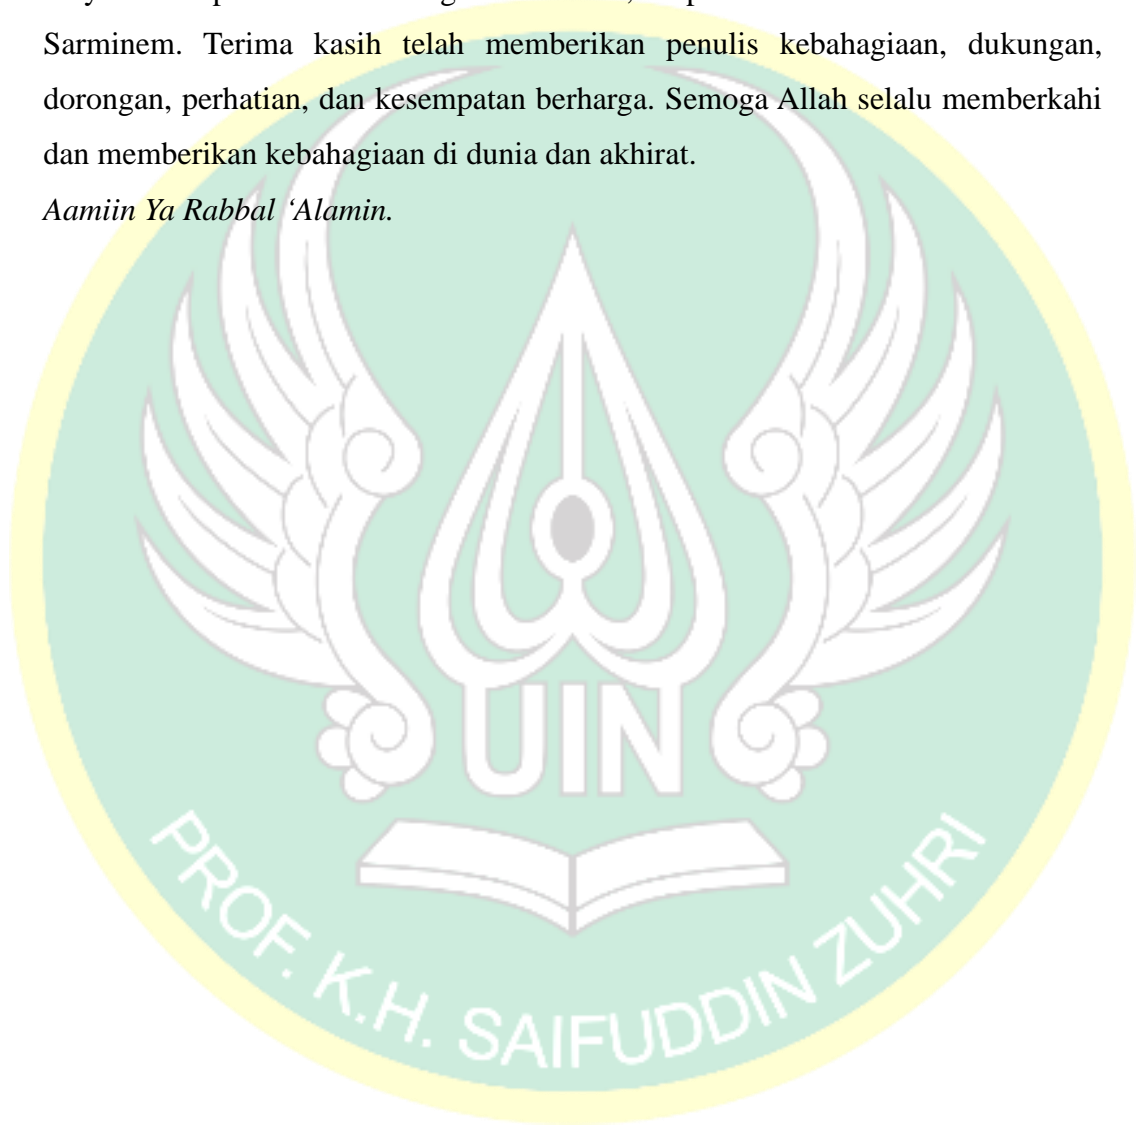 Sarminem. Terima kasih telah memberikan penulis kebahagiaan, dukungan,
dorongan, perhatian, dan kesempatan berharga. Semoga Allah selalu memberkahi
dan memberikan kebahagiaan di dunia dan akhirat.
Aamiin Ya Rabbal ‘Alamin.
UIN
PROF. K.H. SAIFUDDIN ZUHRI